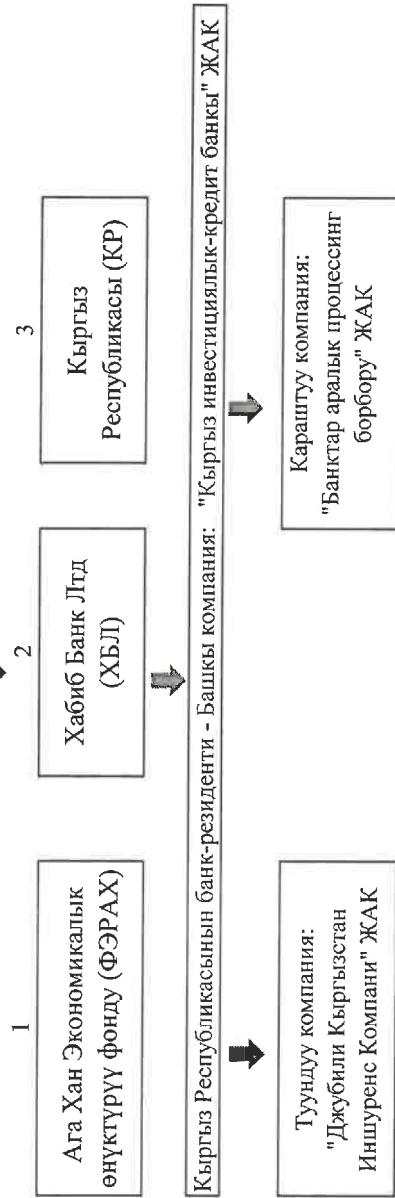 1
Ага Хан Экономикалык
өнүктүрүү фонду (ФЭРАХ)
2
Хабиб Банк Лтд
(ХБЛ)
3
Кыргыз
Республикасы (КР)
Кыргыз Республикасынын банк-резиденти - Башкы компания: "Кыргыз инвестициялык-кредит банкы" ЖАК
Туундуу компания:
"Джубили Кыргызстан
Иншуренс Компани" ЖАК
Караштуу компания:
"Банктар аралык процессинг
борбору" ЖАК